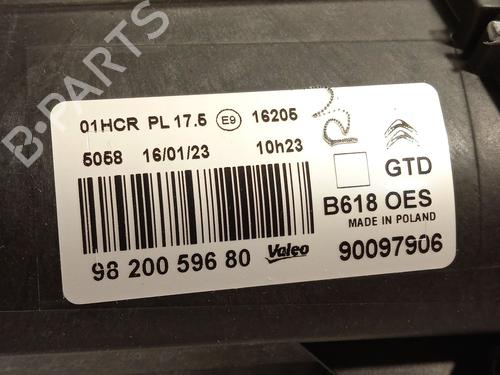 B-PARTS
01HCR PL 17.5 E9 16205
5058 16/01/23 10h23
GTD
B618 OES
MADE IN POLAND
98 200 596 80 Valeo 90097906